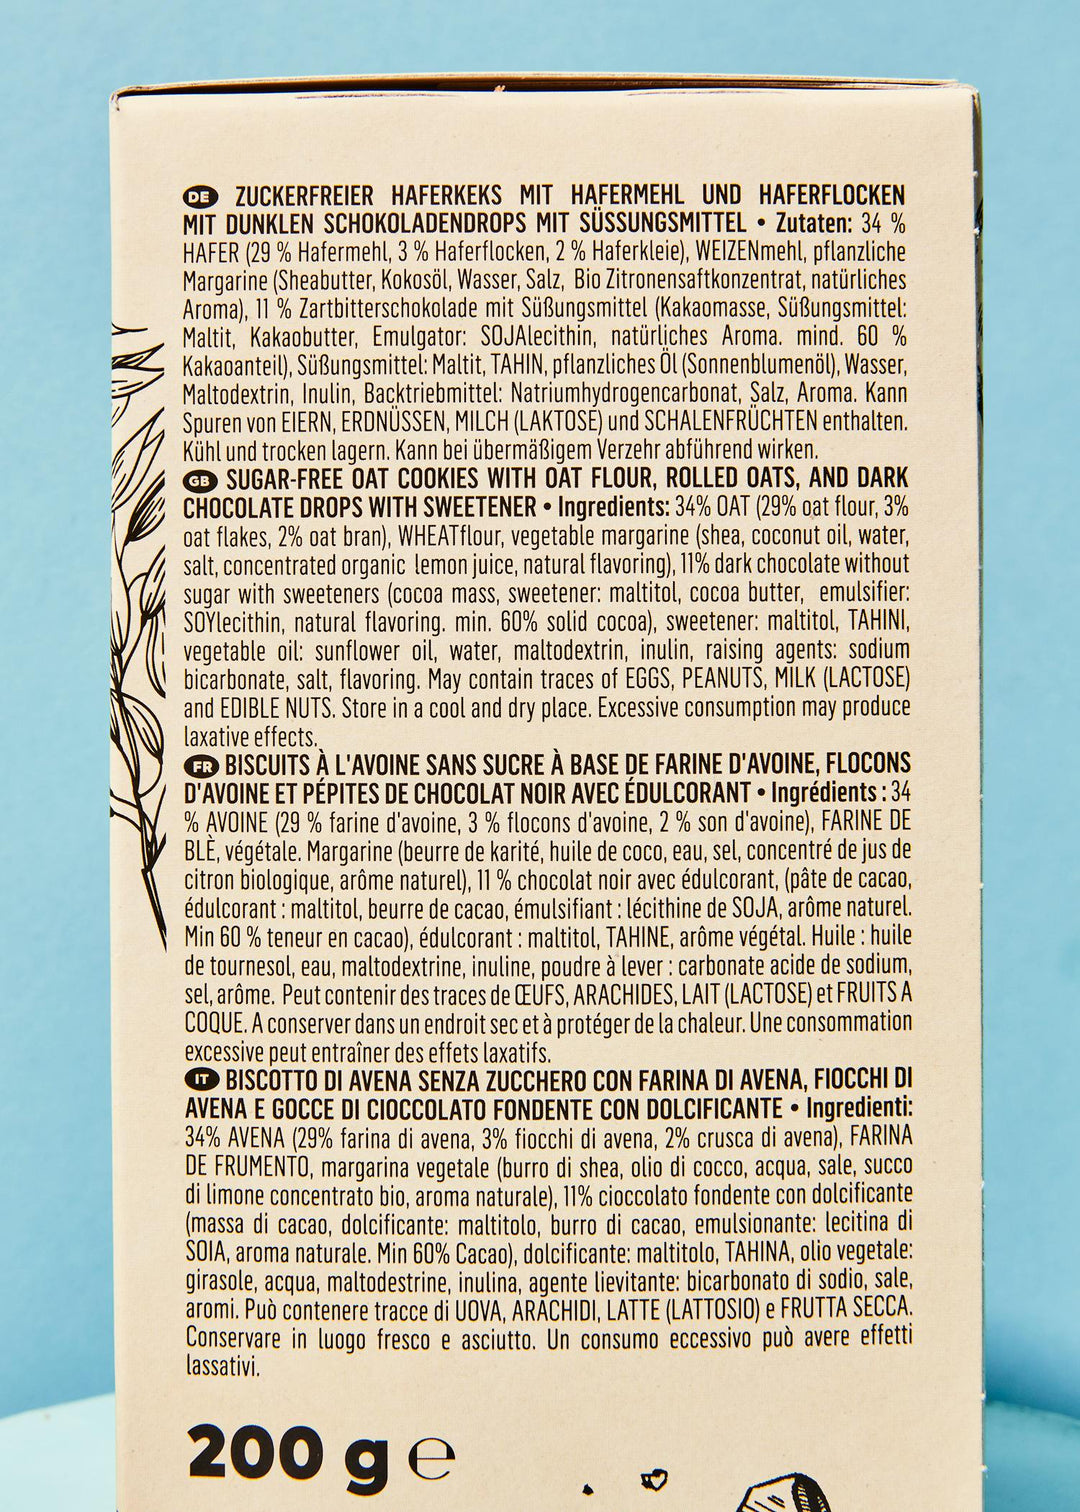 DE ZUCKERFREIER HAFERKEKS MIT HAFERMEHL UND HAFERFLOCKEN
MIT DUNKLEN SCHOKOLADENDROPS MIT SÜSSUNGSMITTEL • Zutaten: 34 %
HAFER (29 % Hafermehl, 3 % Haferflocken, 2 % Haferkleie), WEIZENmehl, pflanzliche
Margarine (Sheabutter, Kokosöl, Wasser, Salz, Bio Zitronensaftkonzentrat, natürliches
Aroma), 11 % Zartbitterschokolade mit Süßungsmittel (Kakaomasse, Süßungsmittel:
Maltit, Kakaobutter, Emulgator: SOJAlecithin, natürliches Aroma. mind. 60 %
Kakaoanteil), Süßungsmittel: Maltit, TAHIN, pflanzliches Öl (Sonnenblumenöl), Wasser,
Maltodextrin, Inulin, Backtriebmittel: Natriumhydrogencarbonat, Salz, Aroma. Kann
Spuren von EIERN, ERDNÜSSEN, MILCH (LAKTOSE) und SCHALENFRÜCHTEN enthalten.
Kühl und trocken lagern. Kann bei übermäßigem Verzehr abführend wirken.
GB SUGAR-FREE OAT COOKIES WITH OAT FLOUR, ROLLED OATS, AND DARK
CHOCOLATE DROPS WITH SWEETENER • Ingredients: 34% OAT (29% oat flour, 3%
oat flakes, 2% oat bran), WHEATflour, vegetable margarine (shea, coconut oil, water,
salt, concentrated organic lemon juice, natural flavoring), 11% dark chocolate without
sugar with sweeteners (cocoa mass, sweetener: maltitol, cocoa butter, emulsifier:
SOYlecithin, natural flavoring. min. 60% solid cocoa), sweetener: maltitol, TAHINI,
vegetable oil: sunflower oil, water, maltodextrin, inulin, raising agents: sodium
bicarbonate, salt, flavoring. May contain traces of EGGS, PEANUTS, MILK (LACTOSE)
and EDIBLE NUTS. Store in a cool and dry place. Excessive consumption may produce
laxative effects.
FR BISCUITS À L'AVOINE SANS SUCRE À BASE DE FARINE D'AVOINE, FLOCONS
D'AVOINE ET PÉPITES DE CHOCOLAT NOIR AVEC ÉDULCORANT • Ingrédients : 34
% AVOINE (29 % farine d'avoine, 3 % flocons d'avoine, 2 % son d'avoine), FARINE DE
BLÈ, végétale. Margarine (beurre de karité, huile de coco, eau, sel, concentré de jus de
citron biologique, arôme naturel), 11 % chocolat noir avec édulcorant, (pâte de cacao,
édulcorant : maltitol, beurre de cacao, émulsifiant : lécithine de SOJA, arôme naturel.
Min 60 % teneur en cacao), édulcorant : maltitol, TAHINE, arôme végétal. Huile : huile
de tournesol, eau, maltodextrine, inuline, poudre à lever : carbonate acide de sodium,
sel, arôme. Peut contenir des traces de ŒUFS, ARACHIDES, LAIT (LACTOSE) et FRUITS A
COQUE. A conserver dans un endroit sec et à protéger de la chaleur. Une consommation
excessive peut entraîner des effets laxatifs.
IT BISCOTTO DI AVENA SENZA ZUCCHERO CON FARINA DI AVENA, FIOCCHI DI
AVENA E GOCCE DI CIOCCOLATO FONDENTE CON DOLCIFICANTE • Ingredienti:
34% AVENA (29% farina di avena, 3% fiocchi di avena, 2% crusca di avena), FARINA
DE FRUMENTO, margarina vegetale (burro di shea, olio di cocco, acqua, sale, succo
di limone concentrato bio, aroma naturale), 11% cioccolato fondente con dolcificante
(massa di cacao, dolcificante: maltitolo, burro di cacao, emulsionante: lecitina di
SOIA, aroma naturale. Min 60% Cacao), dolcificante: maltitolo, TAHINA, olio vegetale:
girasole, acqua, maltodestrine, inulina, agente lievitante: bicarbonato di sodio, sale,
aromi. Può contenere tracce di UOVA, ARACHIDI, LATTE (LATTOSIO) e FRUTTA SECCA.
Conservare in luogo fresco e asciutto. Un consumo eccessivo può avere effetti
lassativi.
200 g ℮